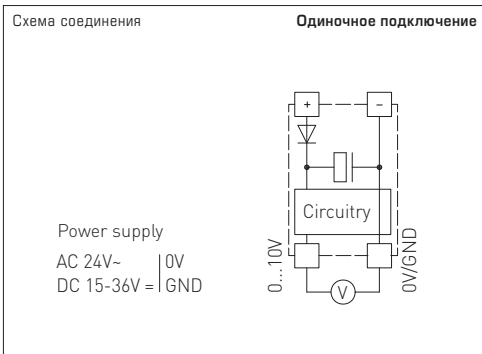 Схема соединения
Одиночное подключение
+ −
Circuitry
Power supply
AC 24V~ 0V
DC 15-36V = GND
0...10V
0V/GND
V